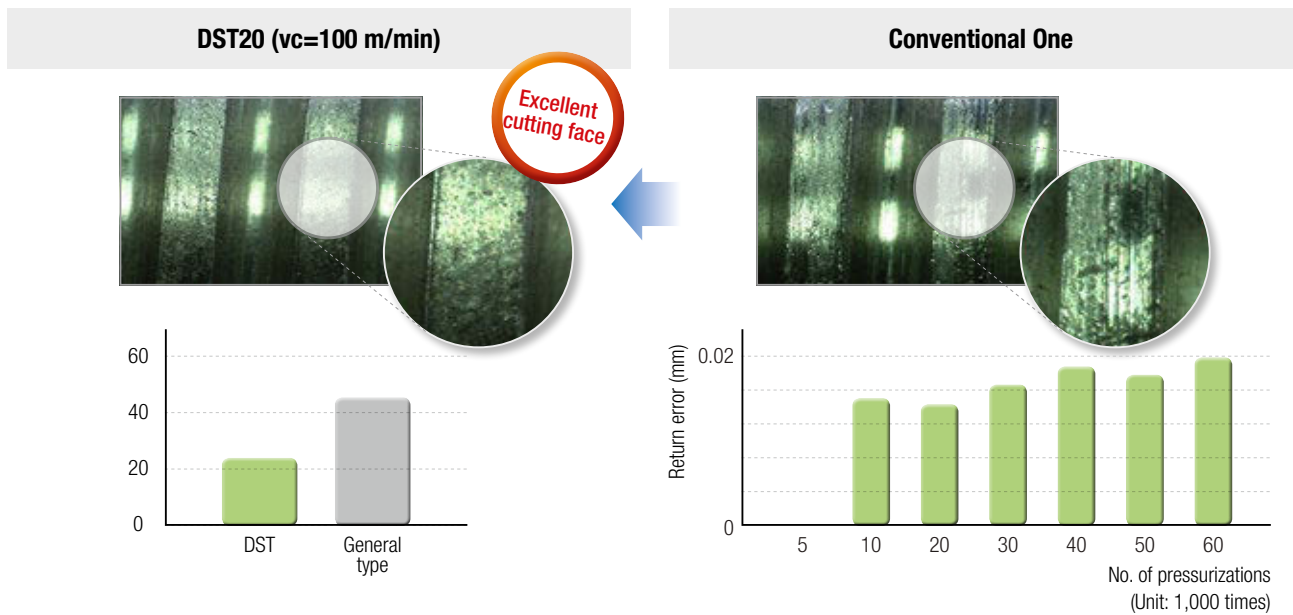 DST20 (vc=100 m/min)
Conventional One
Excellent
cutting face
60
40
20
0
DST
General
type
Return error (mm)
0.02
0
5
10
20
30
40
50
60
No. of pressurizations
(Unit: 1,000 times)